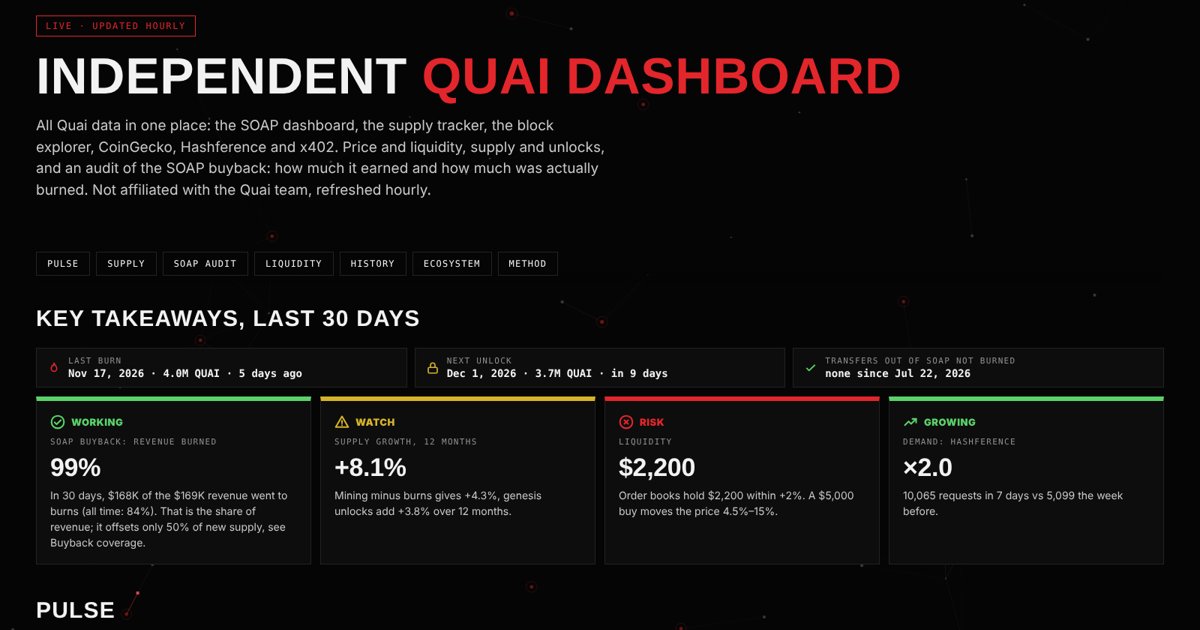 LIVE · UPDATED HOURLY
INDEPENDENT QUAI DASHBOARD
All Quai data in one place: the SOAP dashboard, the supply tracker, the block
explorer, CoinGecko, Hashference and x402. Price and liquidity, supply and unlocks,
and an audit of the SOAP buyback: how much it earned and how much was actually
burned. Not affiliated with the Quai team, refreshed hourly.
PULSE
SUPPLY
SOAP AUDIT
LIQUIDITY
HISTORY
ECOSYSTEM
METHOD
KEY TAKEAWAYS, LAST 30 DAYS
LAST BURN
Nov 17, 2026 · 4.0M QUAI · 5 days ago
NEXT UNLOCK
Dec 1, 2026 · 3.7M QUAI · in 9 days
TRANSFERS OUT OF SOAP NOT BURNED
none since Jul 22, 2026
WORKING
SOAP BUYBACK: REVENUE BURNED
99%
In 30 days, $168K of the $169K revenue went to
burns (all time: 84%). That is the share of
revenue; it offsets only 50% of new supply, see
Buyback coverage.
WATCH
SUPPLY GROWTH, 12 MONTHS
+8.1%
Mining minus burns gives +4.3%, genesis
unlocks add +3.8% over 12 months.
RISK
LIQUIDITY
$2,200
Order books hold $2,200 within +2%. A $5,000
buy moves the price 4.5%–15%.
GROWING
DEMAND: HASHFERENCE
×2.0
10,065 requests in 7 days vs 5,099 the week
before.
PULSE